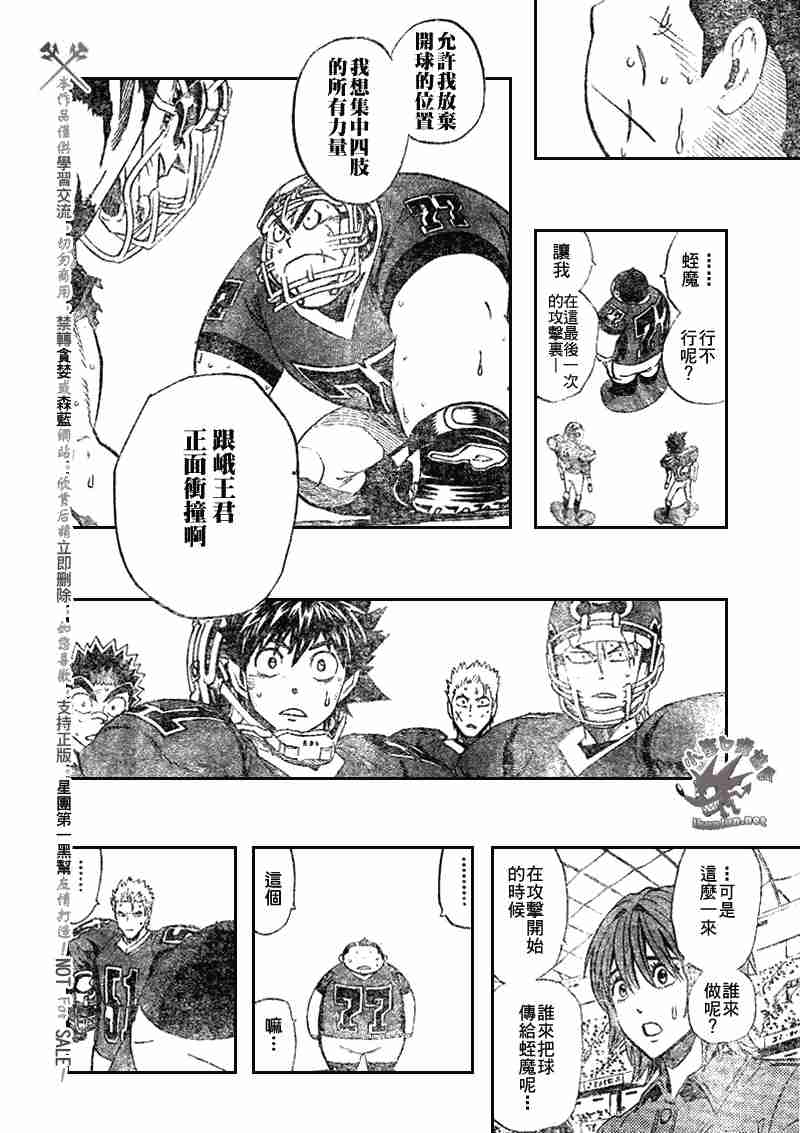 ……
蛭魔
行不
行呢?
讓我
在這最後一次
的攻擊裏—
允許我放棄
開球的位置
我想集中四肢
的所有力量
77
77
跟峨王君
正面衝撞啊
…可是
這麼一來
誰來
做呢?
在攻擊開始
的時候
誰來把球
傳給蛭魔呢…
………
這個
嘛…
77
……
51
本作品僅供學習交流。切勿商用。禁轉貪婪或森藍網站。欣賞后請立即刪除…如您喜歡。支持正版。星團第一黑幫友情打造!NOT For SALE!